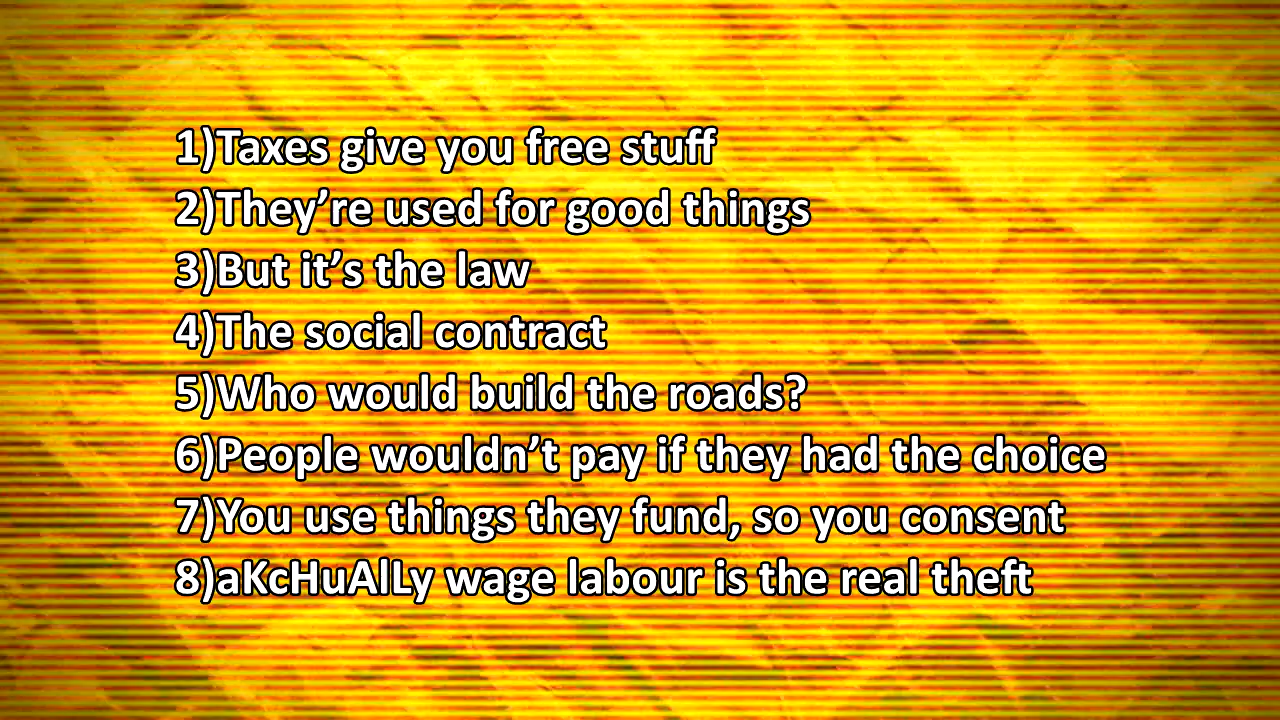 1)Taxes give you free stuff
2)They’re used for good things
3)But it’s the law
4)The social contract
5)Who would build the roads?
6)People wouldn’t pay if they had the choice
7)You use things they fund, so you consent
8)aKcHuAlLy wage labour is the real theft